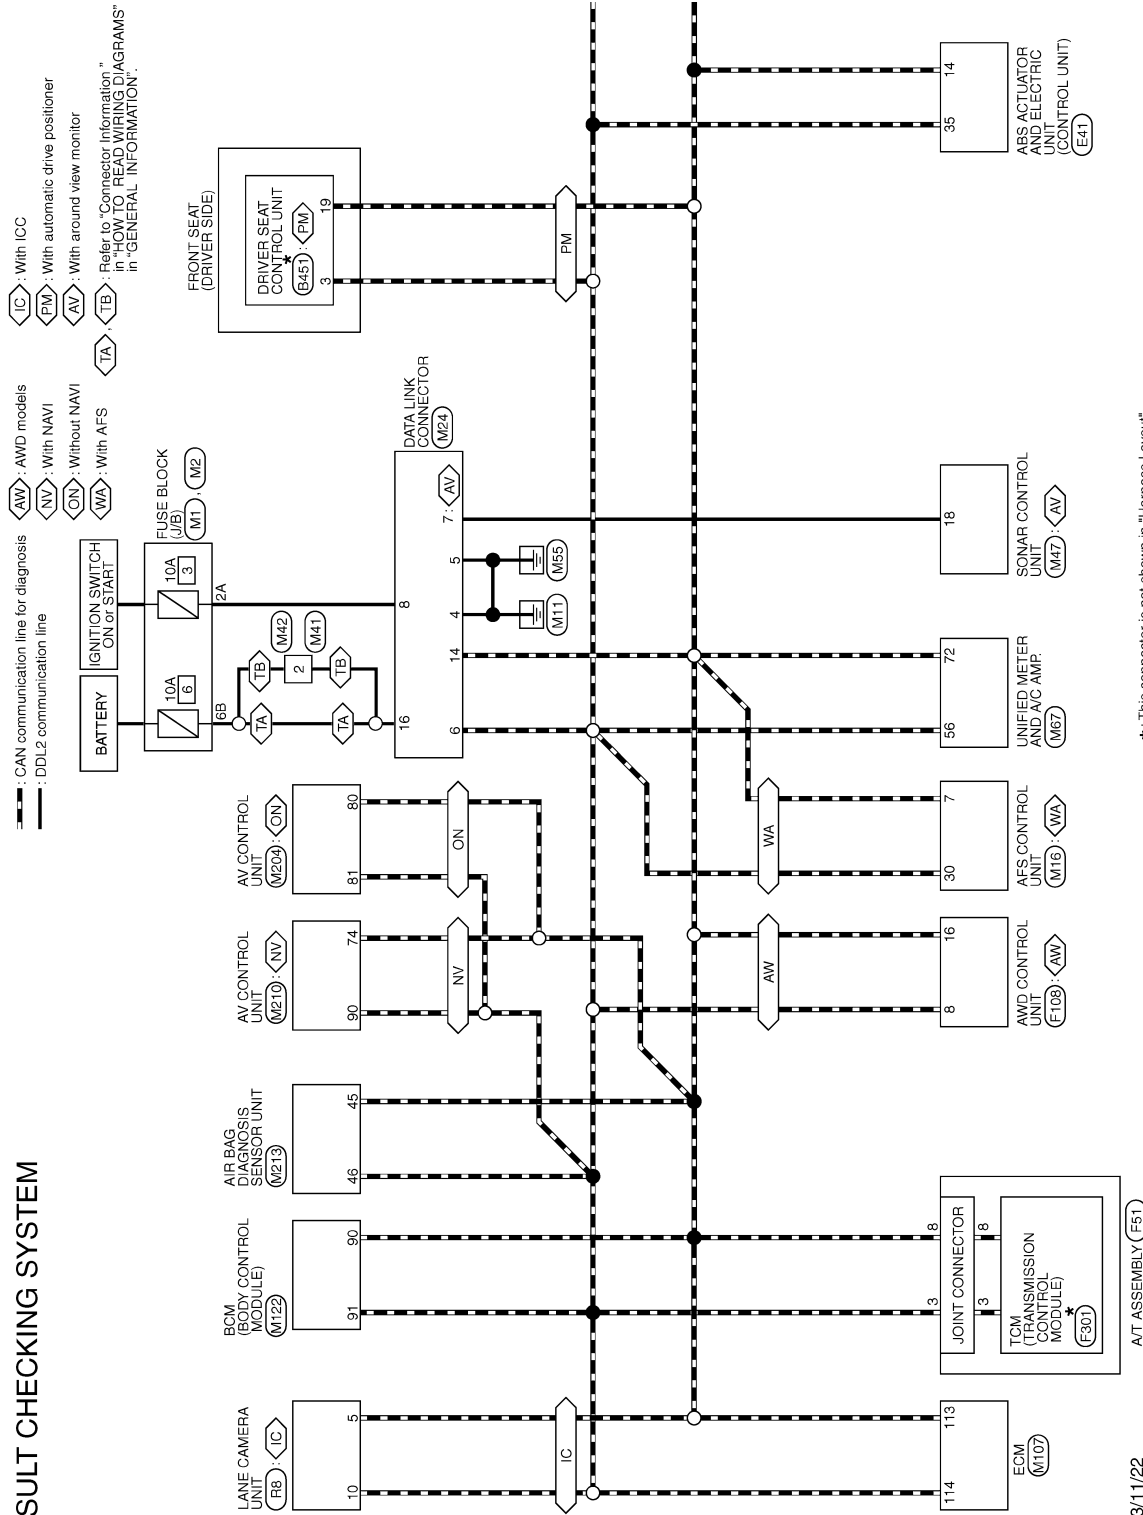 SULT CHECKING SYSTEM
: CAN communication line for diagnosis
: DDL2 communication line
AW : AWD models
NV : With NAVI
ON : Without NAVI
WA : With AFS
IC : With ICC
PM : With automatic drive positioner
AV : With around view monitor
TA , TB : Refer to "Connector Information"
in "HOW TO READ WIRING DIAGRAMS"
in "GENERAL INFORMATION".
BATTERY
IGNITION SWITCH
ON or START
FUSE BLOCK
(J/B)
M1 , M2
10A
6
10A
3
6B
2A
TA
TB
2
M42
M41
TA
TB
LANE CAMERA
UNIT
R8 : IC
10
5
BCM
(BODY CONTROL
MODULE)
M122
91
90
AIR BAG
DIAGNOSIS
SENSOR UNIT
M213
46
45
AV CONTROL
UNIT
M210 : NV
90
74
AV CONTROL
UNIT
M204 : ON
81
80
DATA LINK
CONNECTOR
M24
16
8
6
14
4
5
7 : AV
M11
M55
FRONT SEAT
(DRIVER SIDE)
DRIVER SEAT
CONTROL UNIT
*
B451 : PM
3
19
IC
NV
ON
PM
AW
WA
114
113
ECM
M107
3
8
JOINT CONNECTOR
3
8
TCM
(TRANSMISSION
CONTROL
MODULE)
*
F301
A/T ASSEMBLY F51
8
16
AWD CONTROL
UNIT
F108 : AW
30
7
AFS CONTROL
UNIT
M16 : WA
56
72
UNIFIED METER
AND A/C AMP.
M67
18
SONAR CONTROL
UNIT
M47 : AV
35
14
ABS ACTUATOR
AND ELECTRIC
UNIT
(CONTROL UNIT)
E41
3/11/22